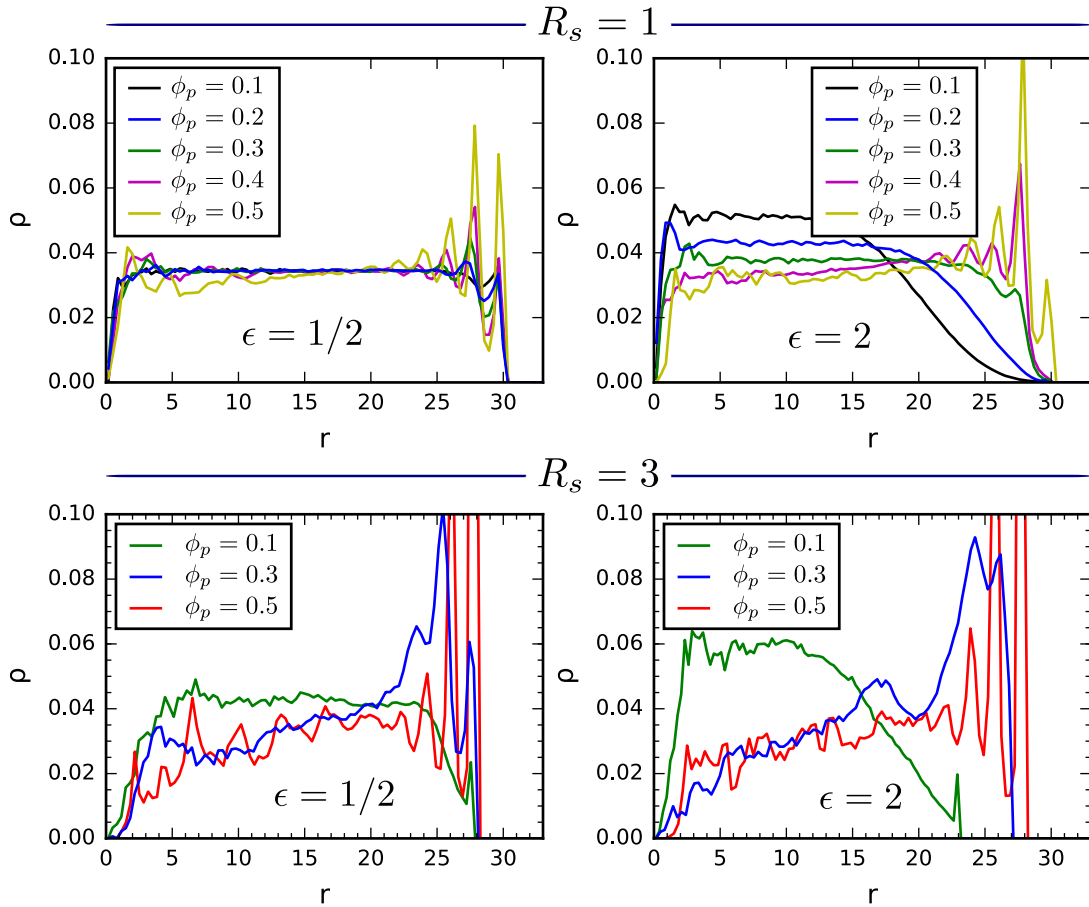 R_s = 1
0.10
0.08
0.06
0.04
0.02
0.00
ρ
ϕ_p = 0.1
ϕ_p = 0.2
ϕ_p = 0.3
ϕ_p = 0.4
ϕ_p = 0.5
ϵ = 1/2
0 5 10 15 20 25 30
r
0.10
0.08
0.06
0.04
0.02
0.00
ρ
ϕ_p = 0.1
ϕ_p = 0.2
ϕ_p = 0.3
ϕ_p = 0.4
ϕ_p = 0.5
ϵ = 2
0 5 10 15 20 25 30
r
R_s = 3
0.10
0.08
0.06
0.04
0.02
0.00
ρ
ϕ_p = 0.1
ϕ_p = 0.3
ϕ_p = 0.5
ϵ = 1/2
0 5 10 15 20 25 30
r
0.10
0.08
0.06
0.04
0.02
0.00
ρ
ϕ_p = 0.1
ϕ_p = 0.3
ϕ_p = 0.5
ϵ = 2
0 5 10 15 20 25 30
r